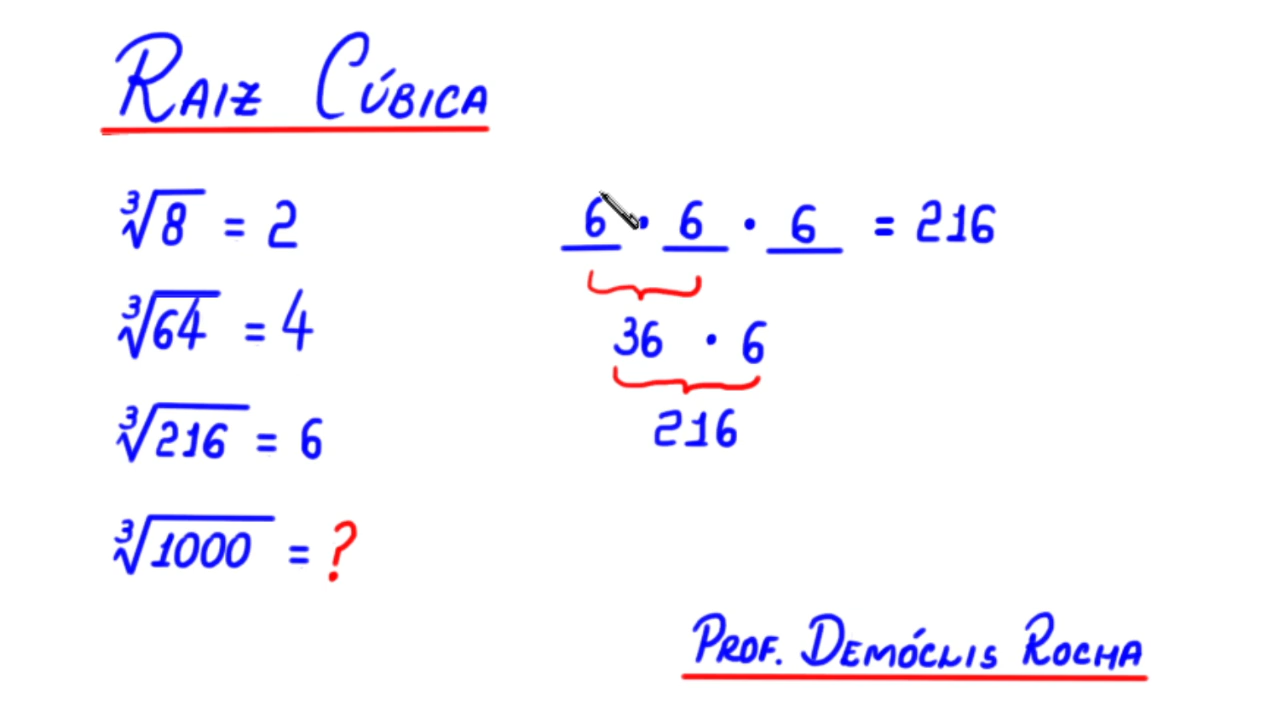 RAIZ CÚBICA
∛8 = 2
∛64 = 4
∛216 = 6
∛1000 = ?
6 · 6 · 6 = 216
36 · 6
216
PROF. DEMÓCLIS ROCHA